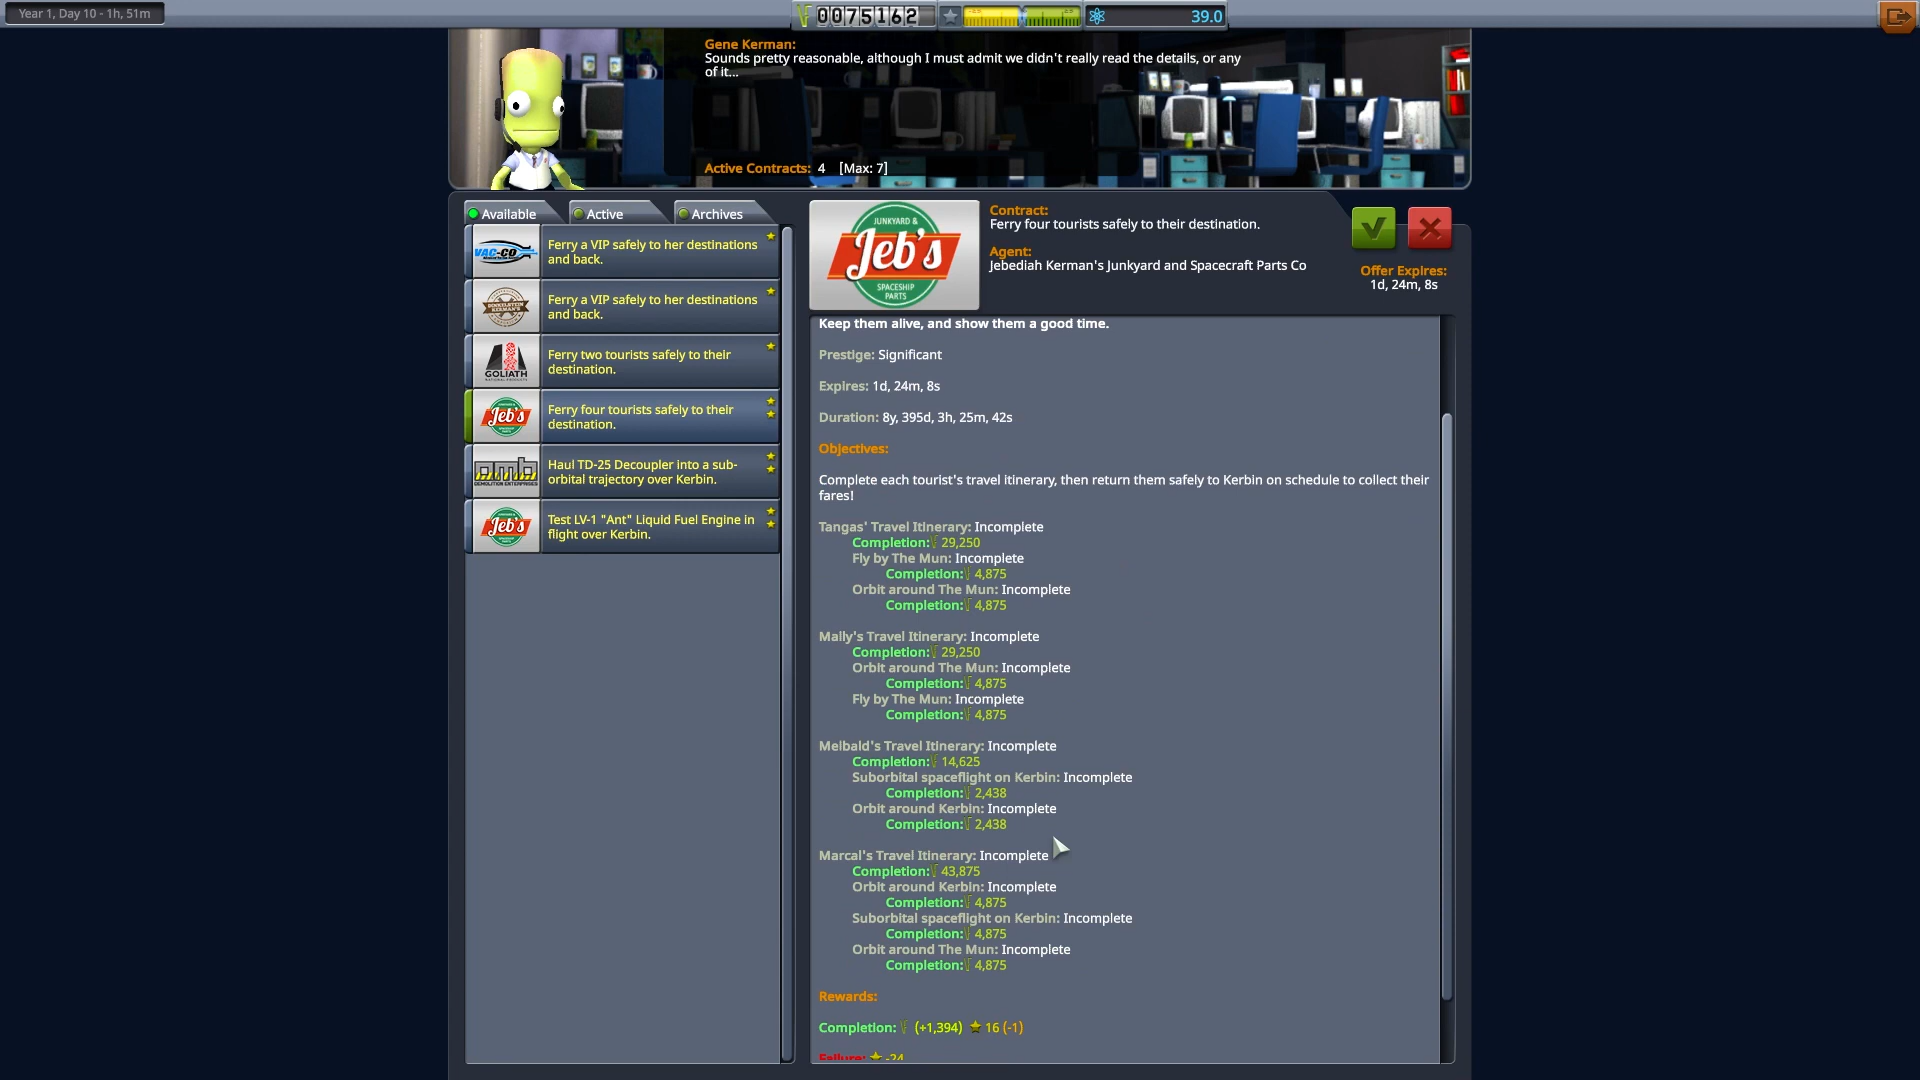 Year 1, Day 10 - 1h, 51m
0075162
39.0
Gene Kerman:
Sounds pretty reasonable, although I must admit we didn't really read the details, or any
of it...
Active Contracts: 4 [Max: 7]
Available
Active
Archives
VAC-CO
Ferry a VIP safely to her destinations
and back.
Ferry a VIP safely to her destinations
and back.
GOLIATH
NATIONAL PRODUCTS
Ferry two tourists safely to their
destination.
Jeb's
Ferry four tourists safely to their
destination.
DEMOLITION ENTERPRISES
Haul TD-25 Decoupler into a sub-
orbital trajectory over Kerbin.
Jeb's
Test LV-1 "Ant" Liquid Fuel Engine in
flight over Kerbin.
JUNKYARD &
Jeb's
SPACESHIP
PARTS
Contract:
Ferry four tourists safely to their destination.
Agent:
Jebediah Kerman's Junkyard and Spacecraft Parts Co
Offer Expires:
1d, 24m, 8s
Keep them alive, and show them a good time.
Prestige: Significant
Expires: 1d, 24m, 8s
Duration: 8y, 395d, 3h, 25m, 42s
Objectives:
Complete each tourist's travel itinerary, then return them safely to Kerbin on schedule to collect their
fares!
Tangas' Travel Itinerary: Incomplete
Completion: 29,250
Fly by The Mun: Incomplete
Completion: 4,875
Orbit around The Mun: Incomplete
Completion: 4,875
Mally's Travel Itinerary: Incomplete
Completion: 29,250
Orbit around The Mun: Incomplete
Completion: 4,875
Fly by The Mun: Incomplete
Completion: 4,875
Melbald's Travel Itinerary: Incomplete
Completion: 14,625
Suborbital spaceflight on Kerbin: Incomplete
Completion: 2,438
Orbit around Kerbin: Incomplete
Completion: 2,438
Marcal's Travel Itinerary: Incomplete
Completion: 43,875
Orbit around Kerbin: Incomplete
Completion: 4,875
Suborbital spaceflight on Kerbin: Incomplete
Completion: 4,875
Orbit around The Mun: Incomplete
Completion: 4,875
Rewards:
Completion: (+1,394) 16 (-1)
Failure: -24